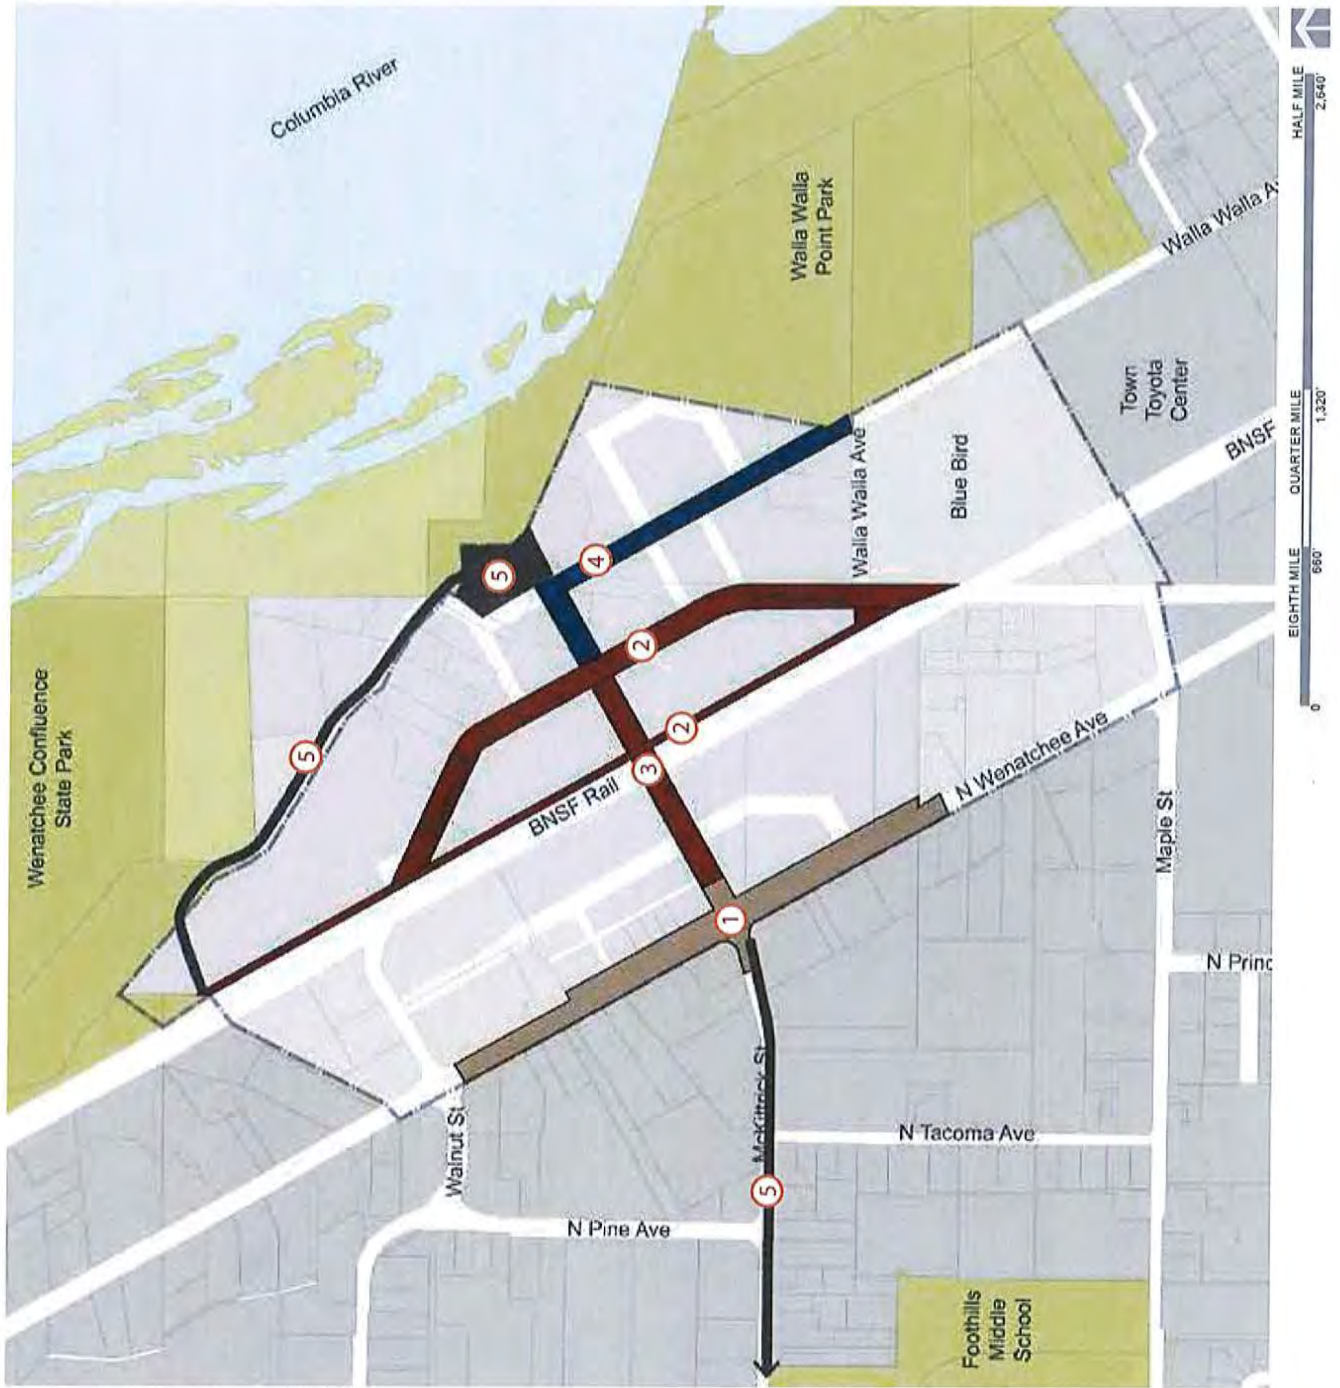 Columbia River
Wenatchee Confluence
State Park
Walla Walla
Point Park
Walla Walla A
Town
Toyota
Center
BNSF
Blue Bird
Walla Walla Ave
5
4
5
2
2
3
BNSF Rail
1
N Wenatchee Ave
Maple St
N Princ
Walnut St
McKittrick St
N Tacoma Ave
N Pine Ave
5
Foothills
Middle
School
EIGHTH MILE
QUARTER MILE
HALF MILE
0
660'
1,320'
2,640'